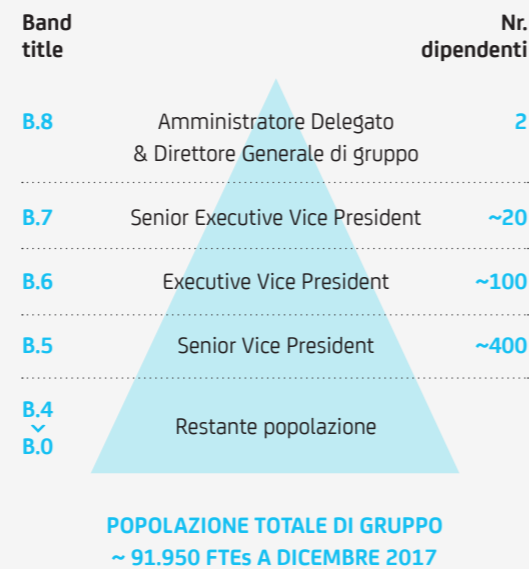 Band
title
Nr.
dipendenti
B.8
Amministratore Delegato
& Direttore Generale di gruppo
2
B.7
Senior Executive Vice President
~20
B.6
Executive Vice President
~100
B.5
Senior Vice President
~400
B.4
B.0
Restante popolazione
POPOLAZIONE TOTALE DI GRUPPO
~ 91.950 FTEs A DICEMBRE 2017